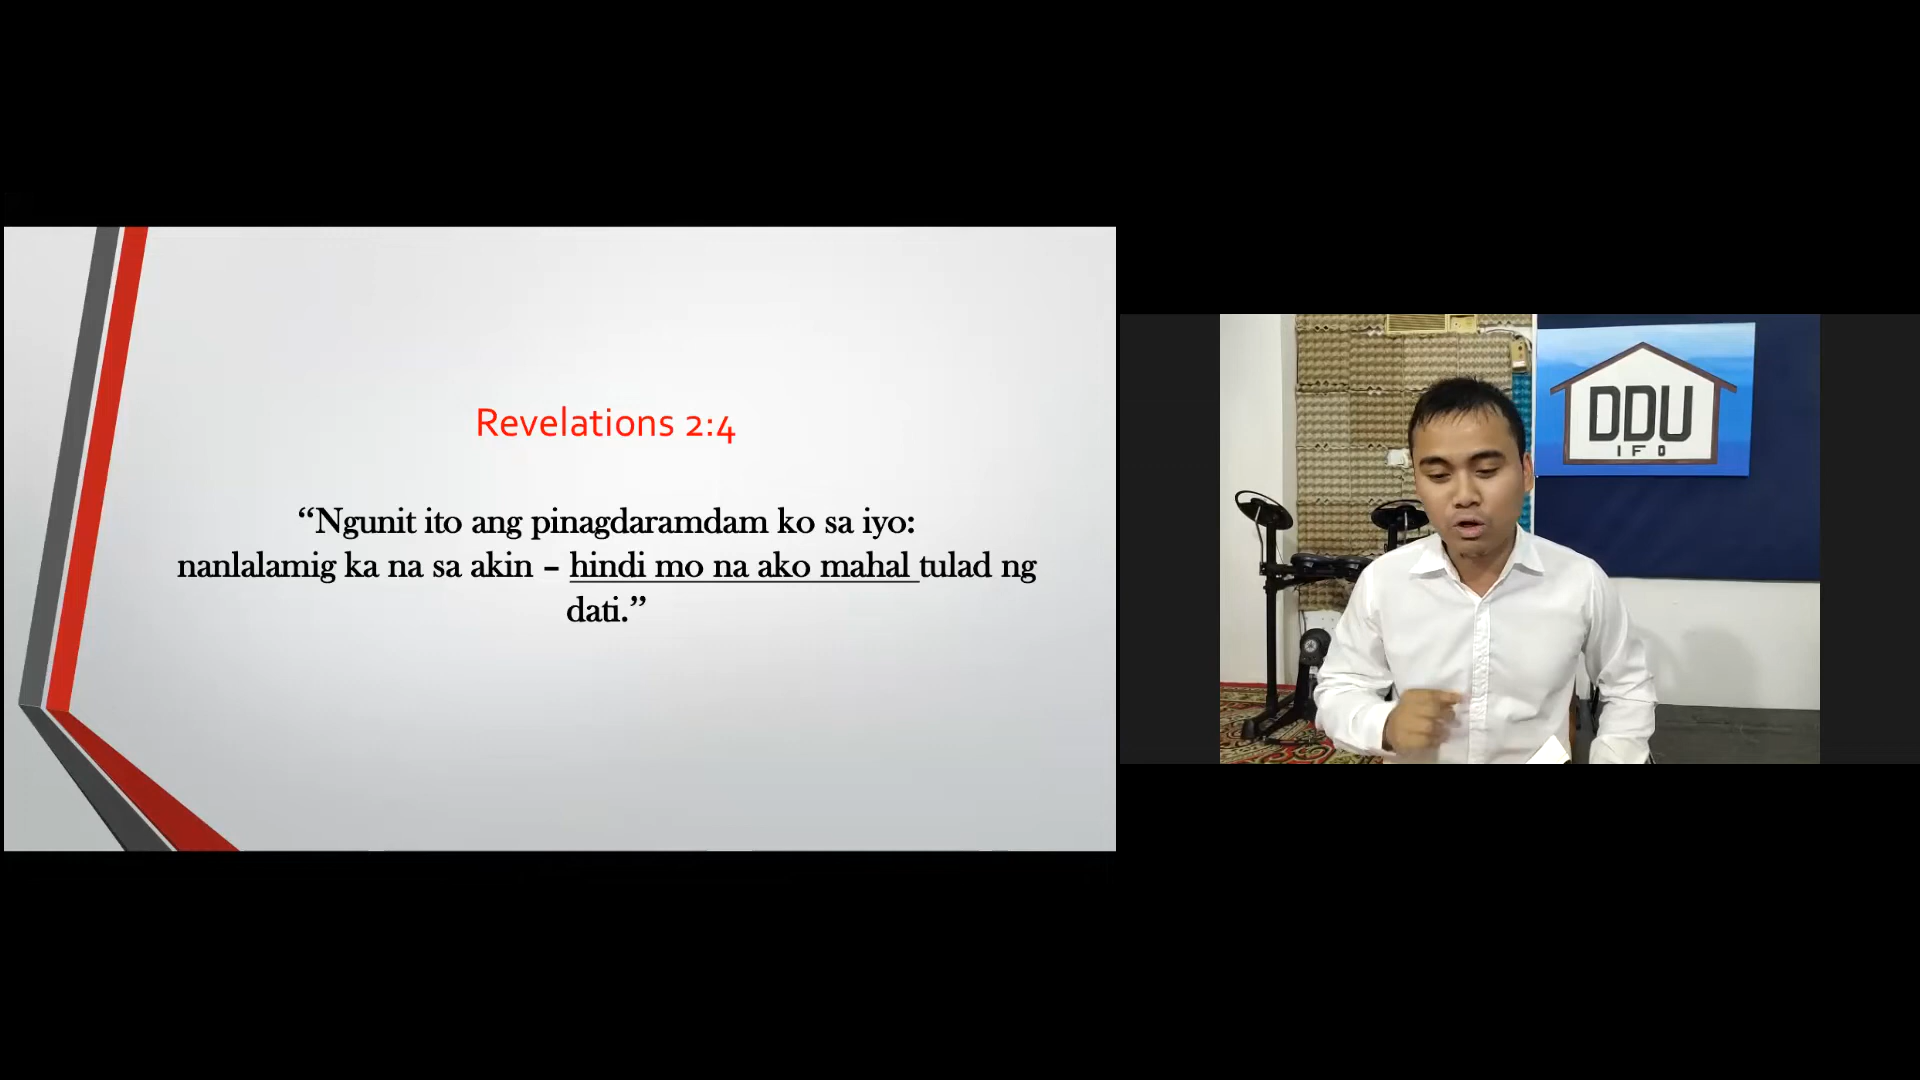 Revelations 2:4
“Ngunit ito ang pinagdaramdam ko sa iyo:
nanlalamig ka na sa akin – hindi mo na ako mahal tulad ng
dati.”
DDU
IFO